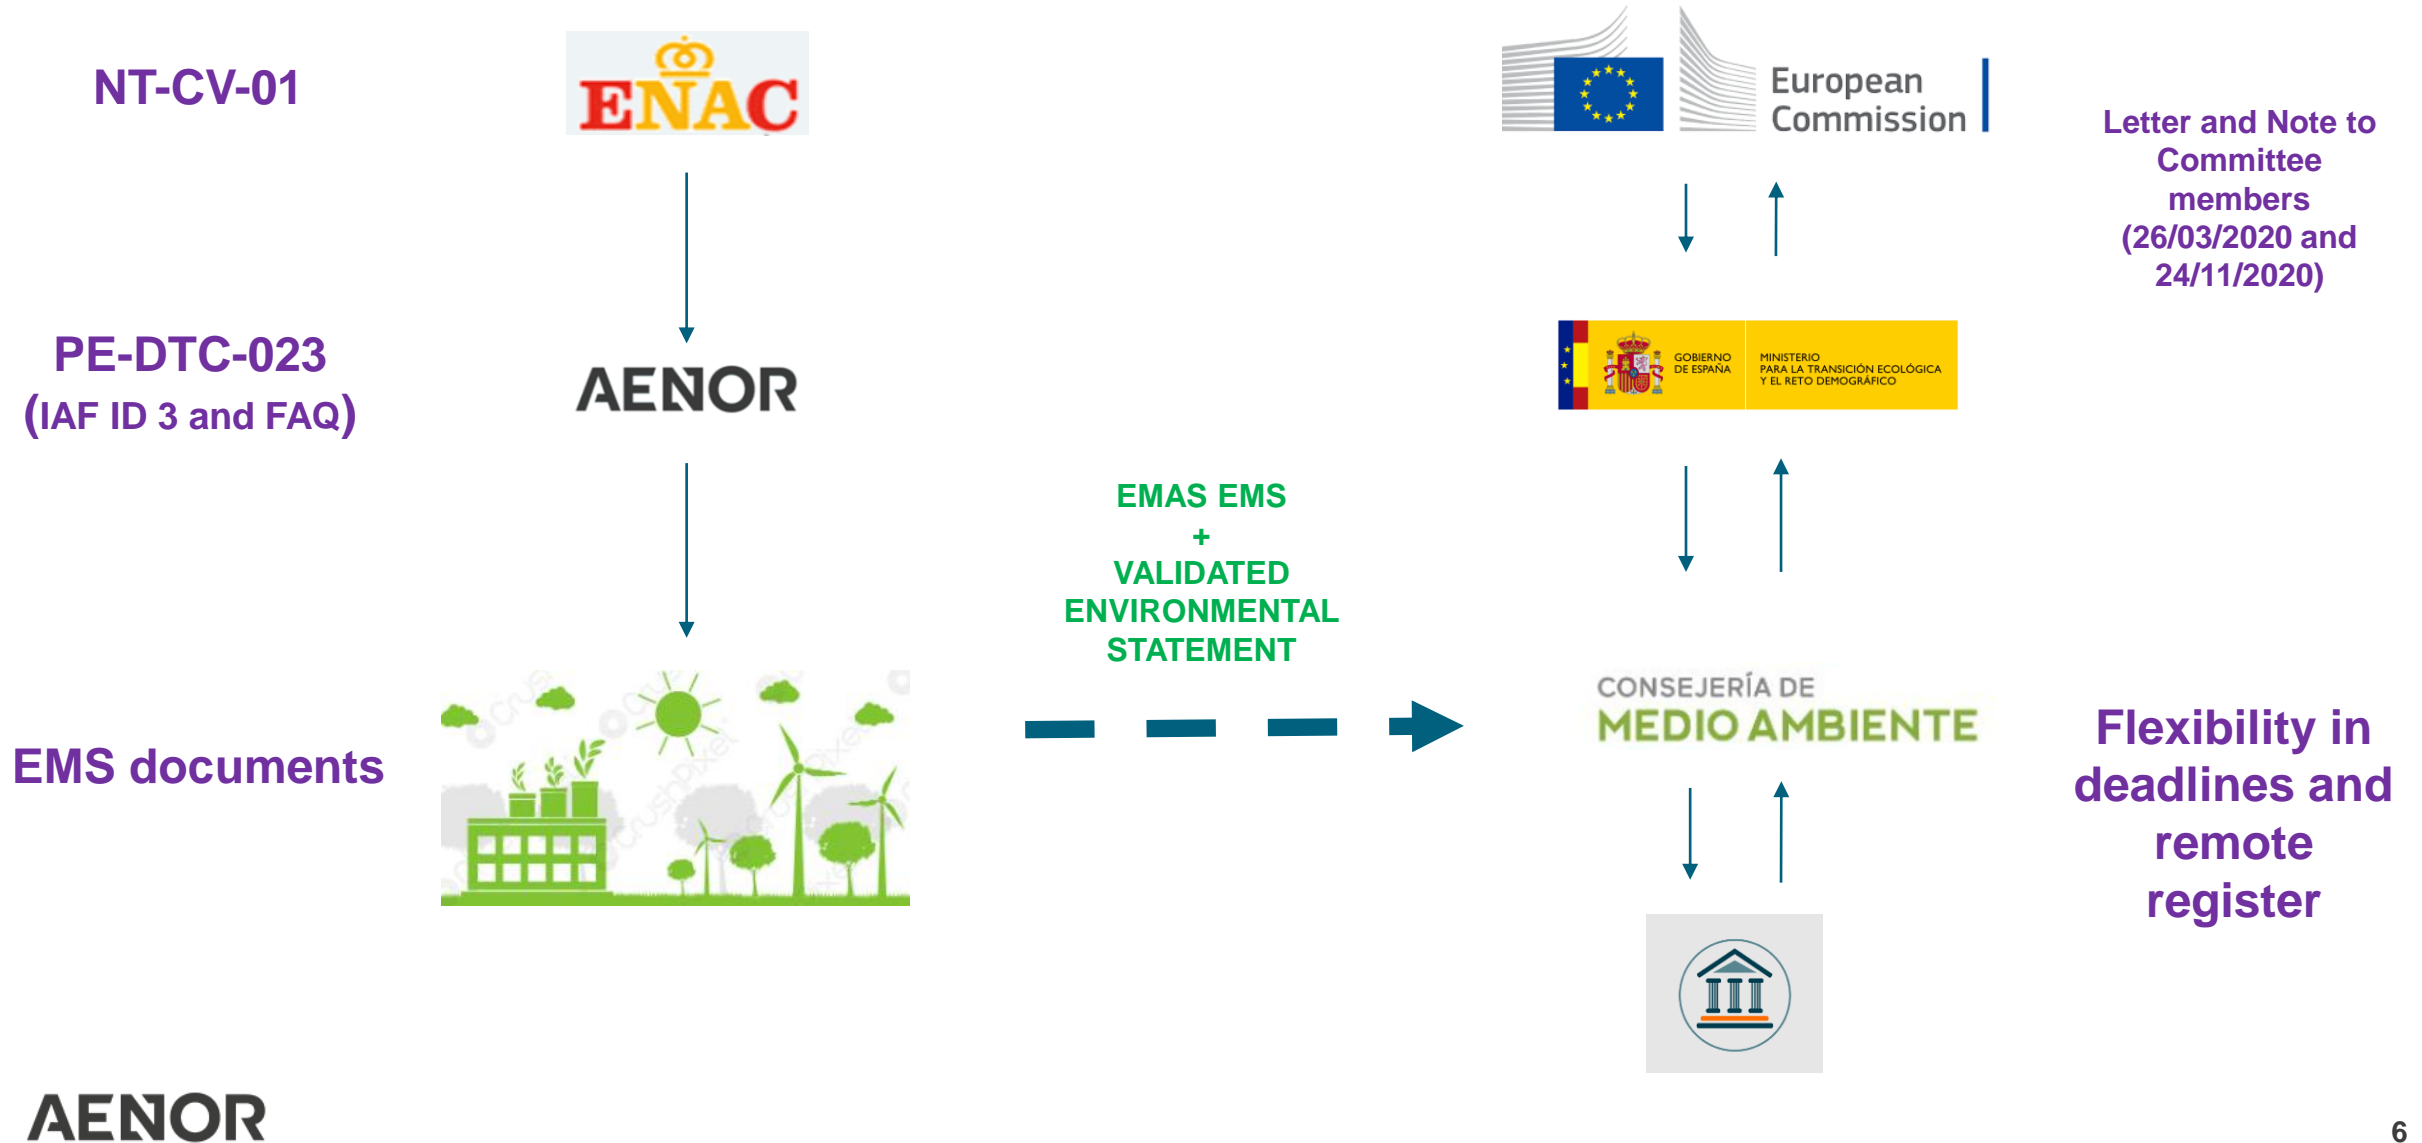 NT-CV-01
ENAC
European
Commission
Letter and Note to
Committee
members
(26/03/2020 and
24/11/2020)
PE-DTC-023
(IAF ID 3 and FAQ)
AENOR
GOBIERNO
DE ESPAÑA
MINISTERIO
PARA LA TRANSICIÓN ECOLÓGICA
Y EL RETO DEMOGRÁFICO
EMAS EMS
+
VALIDATED
ENVIRONMENTAL
STATEMENT
EMS documents
CONSEJERÍA DE
MEDIO AMBIENTE
Flexibility in
deadlines and
remote
register
AENOR
6